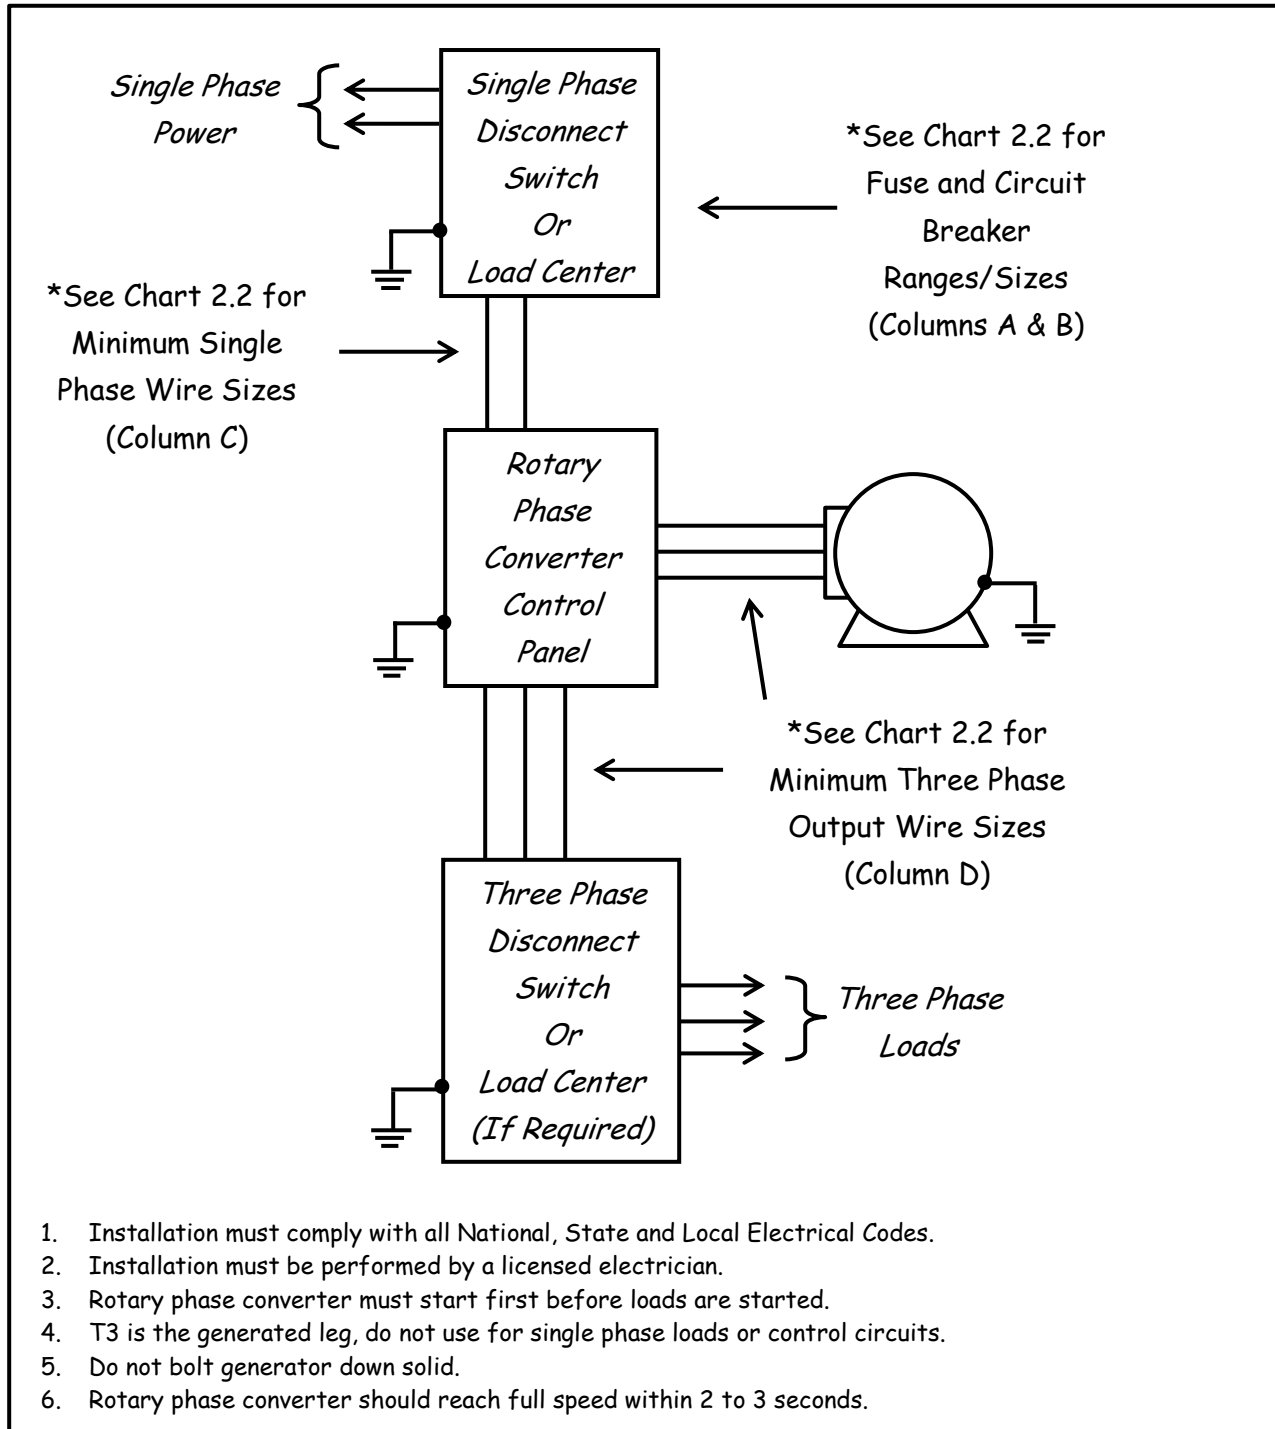 Single Phase
Power
Single Phase
Disconnect
Switch
Or
Load Center
*See Chart 2.2 for
Fuse and Circuit
Breaker
Ranges/Sizes
(Columns A & B)
*See Chart 2.2 for
Minimum Single
Phase Wire Sizes
(Column C)
Rotary
Phase
Converter
Control
Panel
*See Chart 2.2 for
Minimum Three Phase
Output Wire Sizes
(Column D)
Three Phase
Disconnect
Switch
Or
Load Center
(If Required)
Three Phase
Loads
1. Installation must comply with all National, State and Local Electrical Codes.
2. Installation must be performed by a licensed electrician.
3. Rotary phase converter must start first before loads are started.
4. T3 is the generated leg, do not use for single phase loads or control circuits.
5. Do not bolt generator down solid.
6. Rotary phase converter should reach full speed within 2 to 3 seconds.